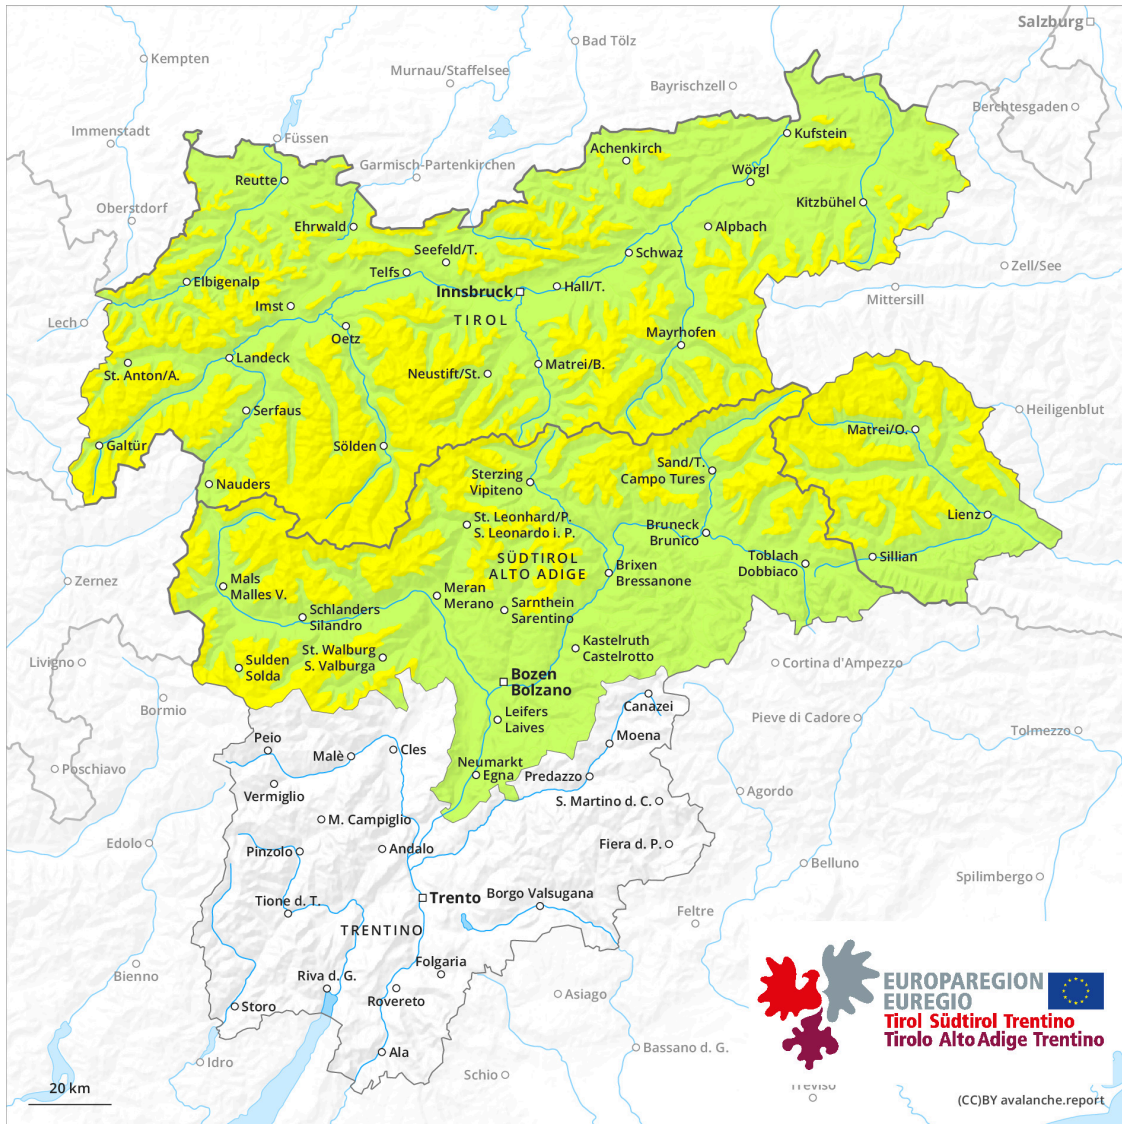 Salzburg
Bad Tölz
Kempten
Murnau/Staffelsee
Bayrischzell
Berchtesgaden
Immenstadt
Füssen
Kufstein
Achenkirch
Garmisch-Partenkirchen
Wörgl
Reutte
Oberstdorf
Kitzbühel
Ehrwald
Alpbach
Seefeld/T.
Schwaz
Zell/See
Telfs
Elbigenalp
Hall/T.
Innsbruck
Mittersill
Imst
TIROL
Lech
Oetz
Mayrhofen
Landeck
Matrei/B.
St. Anton/A.
Neustift/St.
Serfaus
Heiligenblut
Matrei/O.
Galtür
Sölden
Sterzing
Vipiteno
Sand/T.
Campo Tures
Nauders
Lienz
St. Leonhard/P.
S. Leonardo i. P.
Bruneck
Brunico
SÜDTIROL
ALTO ADIGE
Toblach
Dobbiaco
Sillian
Brixen
Bressanone
Zernez
Mals
Malles V.
Meran
Merano
Sarnthein
Sarentino
Schlanders
Silandro
Kastelruth
Castelrotto
St. Walburg
S. Valburga
Livigno
Sulden
Solda
Cortina d'Ampezzo
Bozen
Bolzano
Bormio
Canazei
Leifers
Laives
Pieve di Cadore
Tolmezzo
Peio
Moena
Malè
Cles
Poschiavo
Neumarkt
Egna
Predazzo
Vermiglio
Agordo
S. Martino d. C.
M. Campiglio
Edolo
Pinzolo
Andalo
Fiera d. P.
Belluno
Spilimbergo
Tione d. T.
Trento
Borgo Valsugana
Feltre
TRENTINO
Folgaria
Bienno
Riva d. G.
Rovereto
Asiago
Storo
EUROPAREGION
EUREGIO
Tirol Südtirol Trentino
Tirolo Alto Adige Trentino
Ala
Bassano d. G.
Idro
Schio
Treviso
20 km
(CC)BY avalanche.report